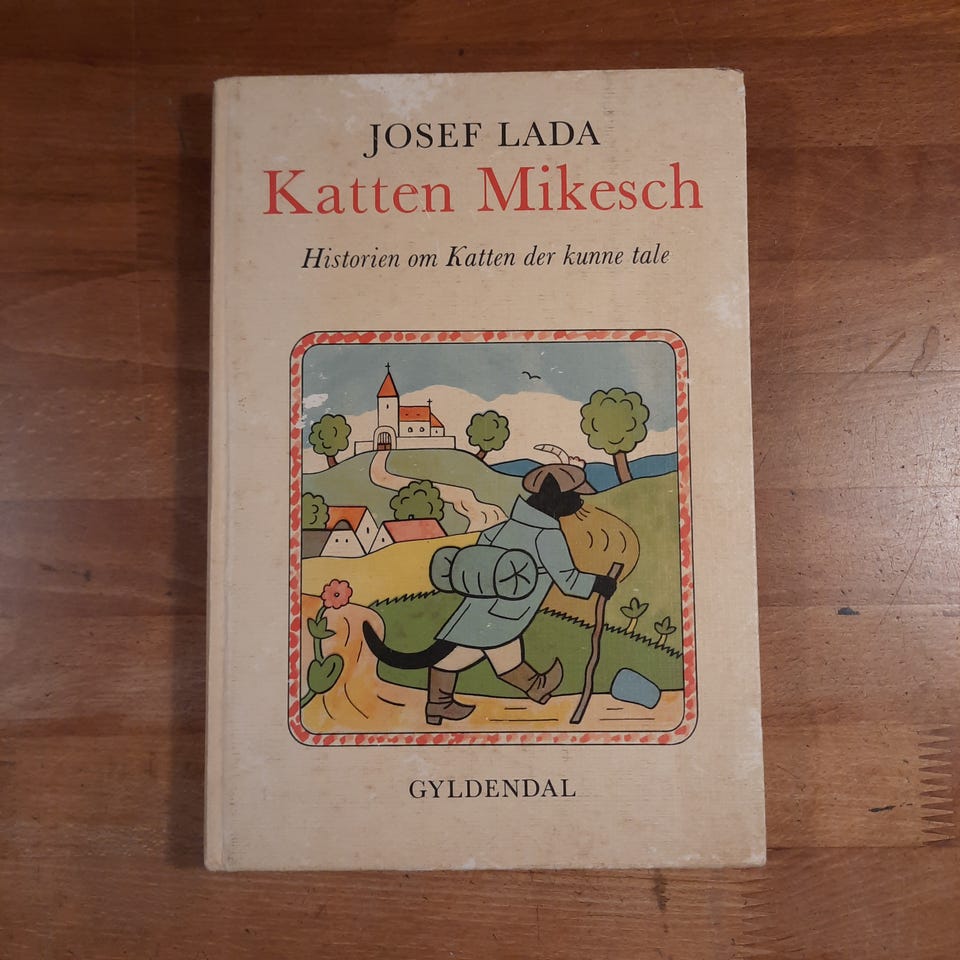 JOSEF LADA
Katten Mikesch
Historien om Katten der kunne tale
GYLDENDAL